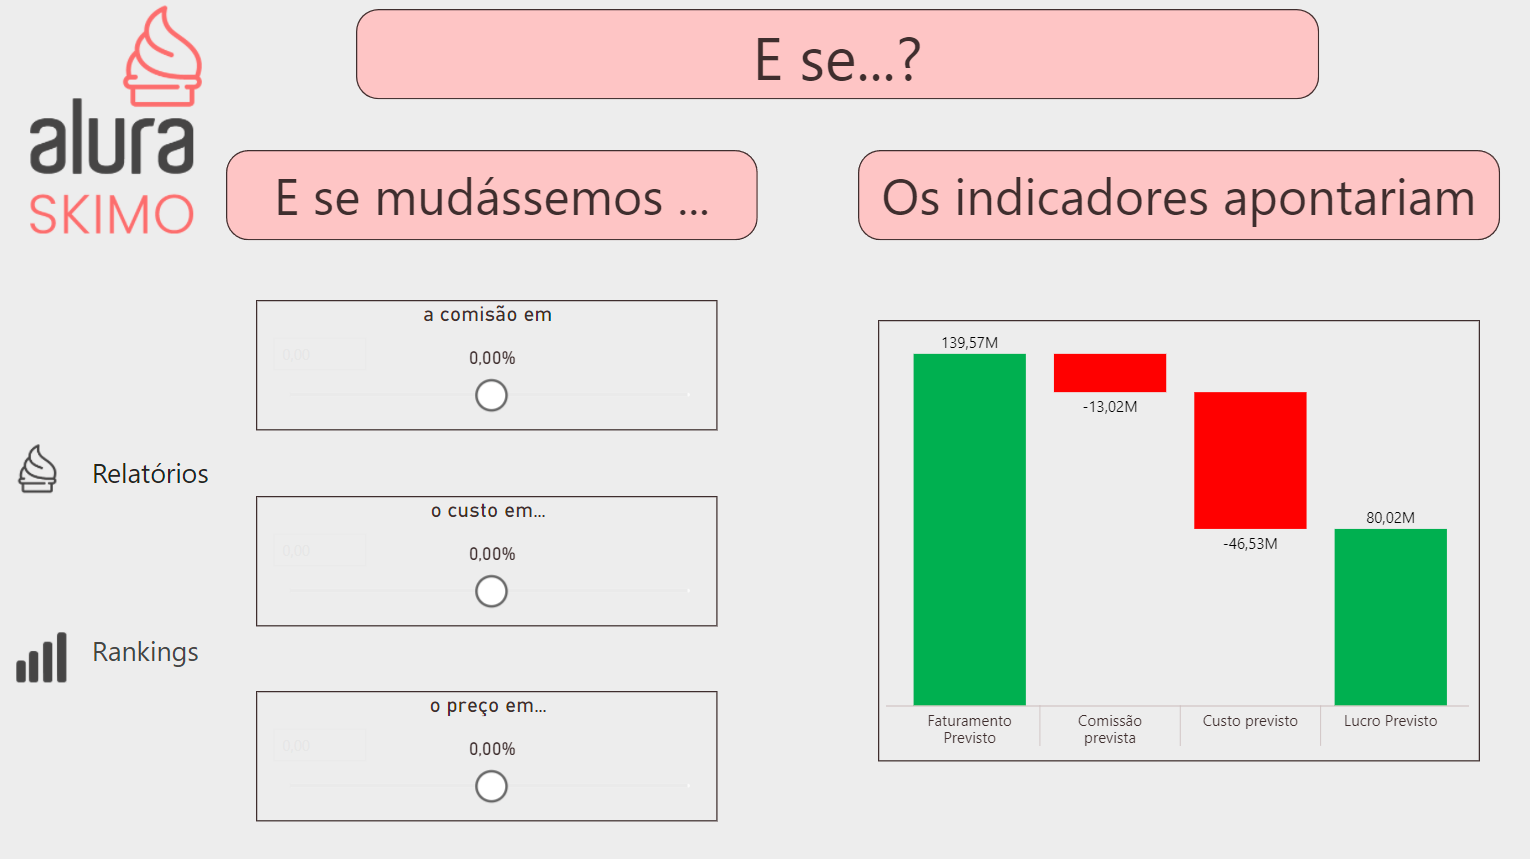 E se...?
alura
SKIMO
E se mudássemos ...
Os indicadores apontariam
a comisão em
0,00
0,00%
o custo em...
0,00
0,00%
o preço em...
0,00
0,00%
Relatórios
Rankings
139,57M
-13,02M
-46,53M
80,02M
Faturamento
Previsto
Comissão
prevista
Custo previsto
Lucro Previsto